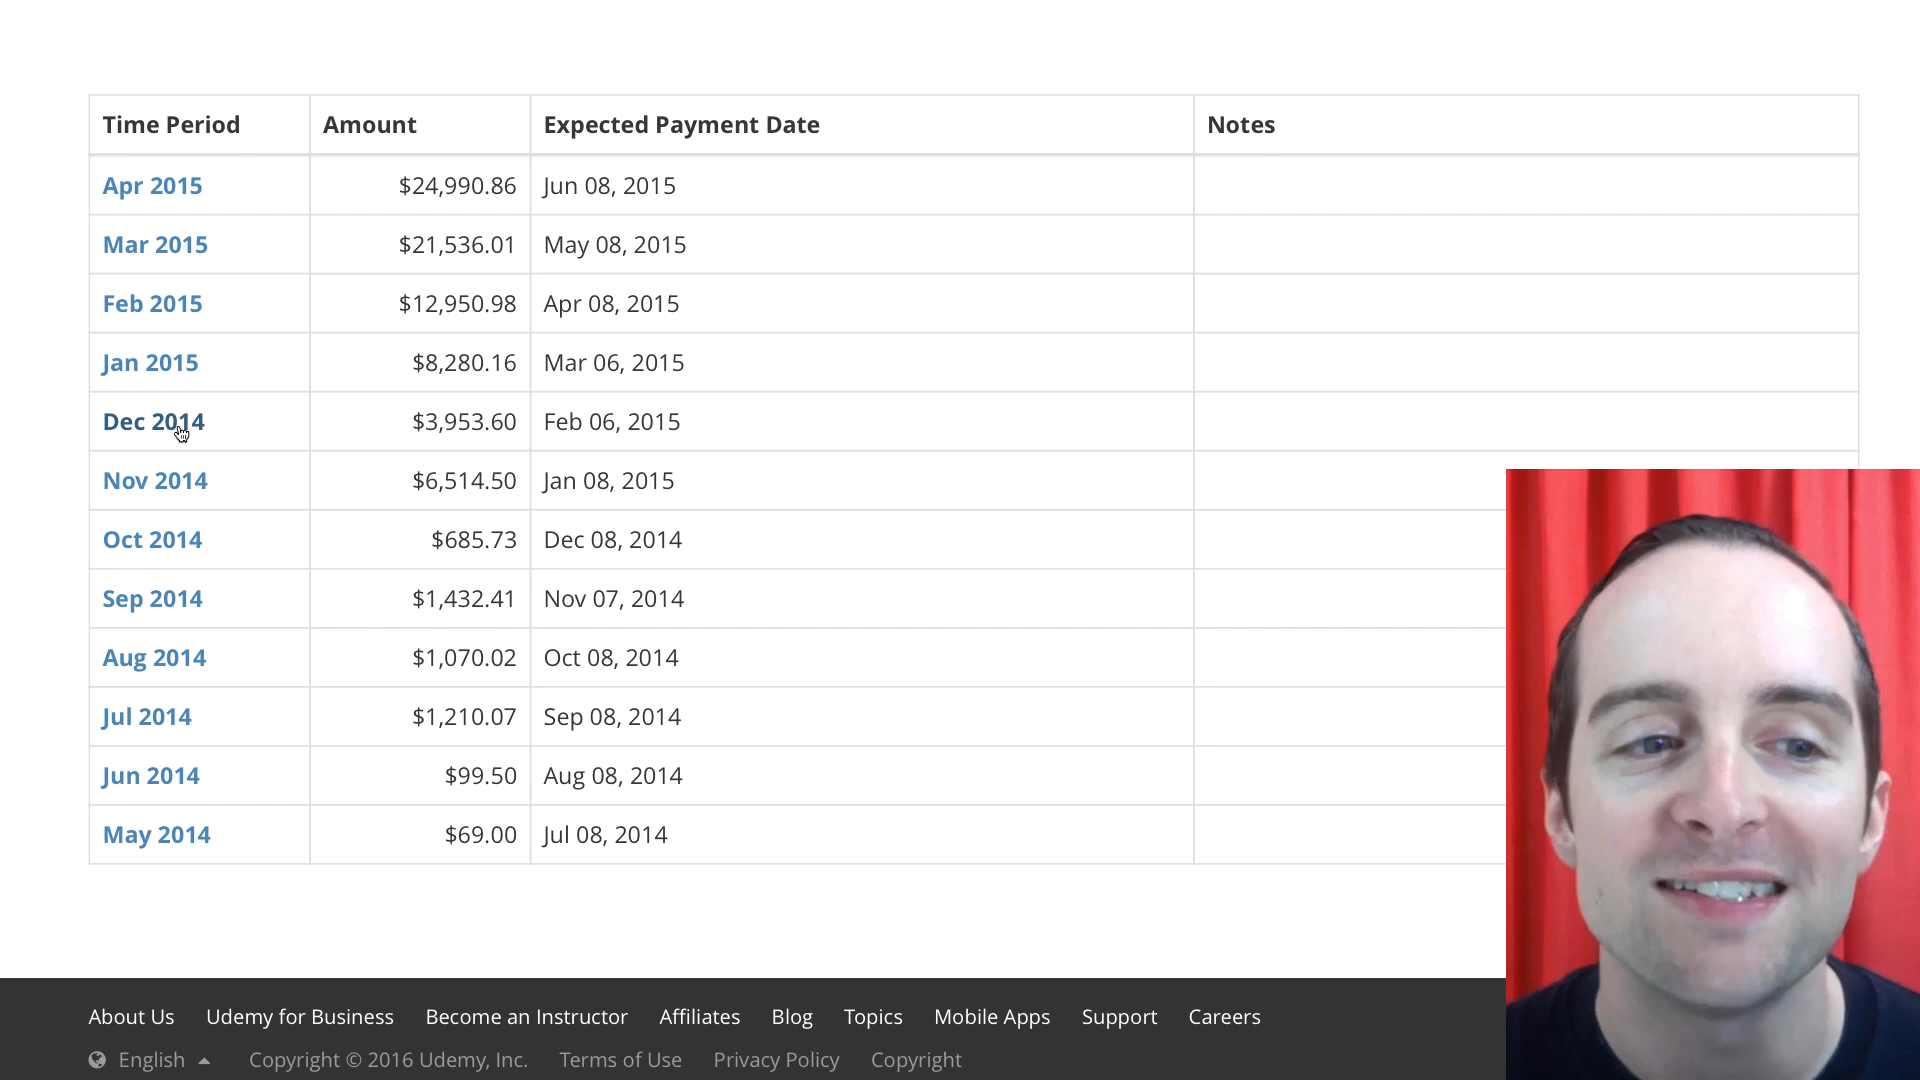 Time Period Amount Expected Payment Date Notes
Apr 2015 $24,990.86 Jun 08, 2015
Mar 2015 $21,536.01 May 08, 2015
Feb 2015 $12,950.98 Apr 08, 2015
Jan 2015 $8,280.16 Mar 06, 2015
Dec 2014 $3,953.60 Feb 06, 2015
Nov 2014 $6,514.50 Jan 08, 2015
Oct 2014 $685.73 Dec 08, 2014
Sep 2014 $1,432.41 Nov 07, 2014
Aug 2014 $1,070.02 Oct 08, 2014
Jul 2014 $1,210.07 Sep 08, 2014
Jun 2014 $99.50 Aug 08, 2014
May 2014 $69.00 Jul 08, 2014
About Us Udemy for Business Become an Instructor Affiliates Blog Topics Mobile Apps Support Careers
English Copyright © 2016 Udemy, Inc. Terms of Use Privacy Policy Copyright